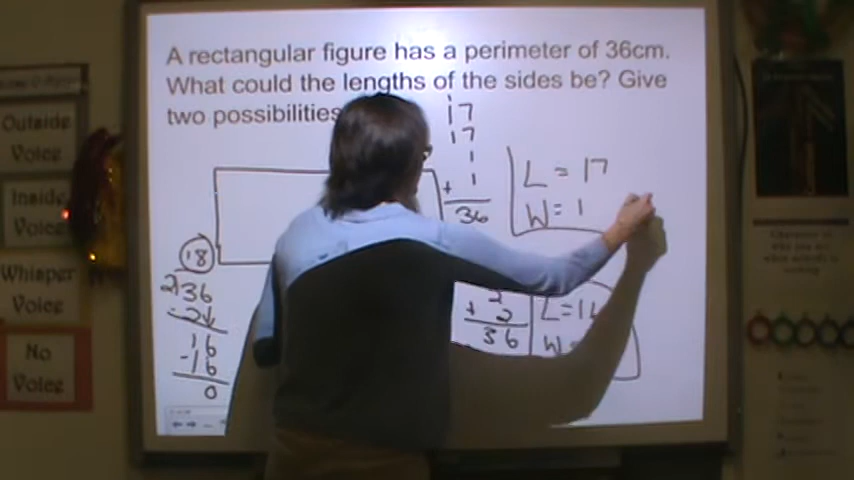 A rectangular figure has a perimeter of 36cm.
What could the lengths of the sides be? Give
two possibilities
17
17
1
+ 1
36
L = 17
W = 1
18
2 36
- 2↓
16
- 16
0
2
+ 2
36
L = 1
W
Outside
Voice
Inside
Voice
Whisper
Voice
No
Voice